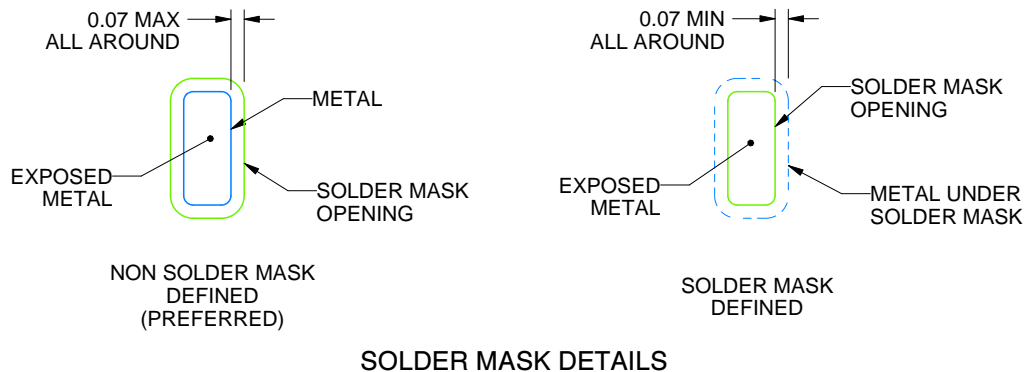 0.07 MAX
ALL AROUND
METAL
EXPOSED
METAL
SOLDER MASK
OPENING
NON SOLDER MASK
DEFINED
(PREFERRED)
0.07 MIN
ALL AROUND
SOLDER MASK
OPENING
EXPOSED
METAL
METAL UNDER
SOLDER MASK
SOLDER MASK
DEFINED
SOLDER MASK DETAILS